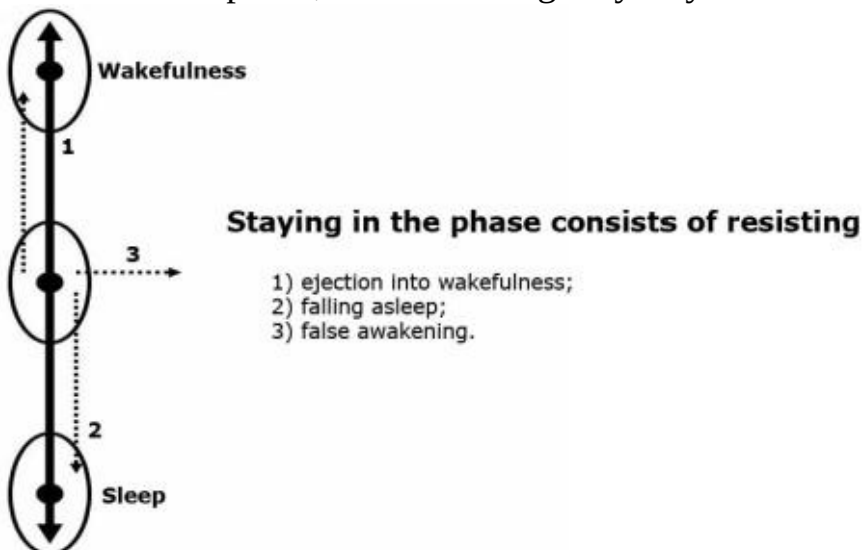 Wakefulness
1
Staying in the phase consists of resisting
3
1) ejection into wakefulness;
2) falling asleep;
3) false awakening.
2
Sleep